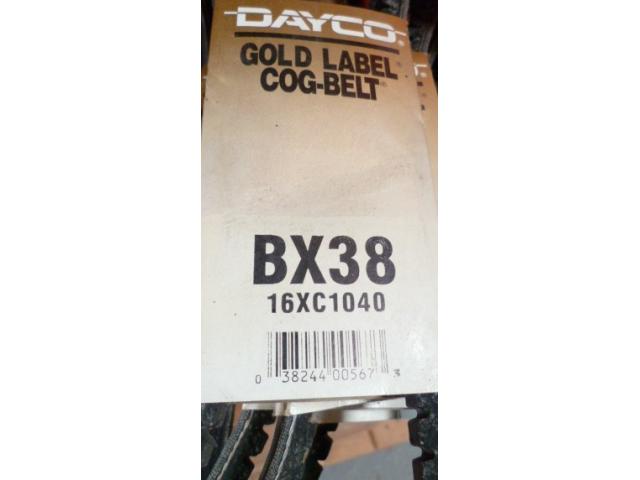 DAYCO®
GOLD LABEL®
COG-BELT®
BX38
16XC1040
0 38244 00567 3